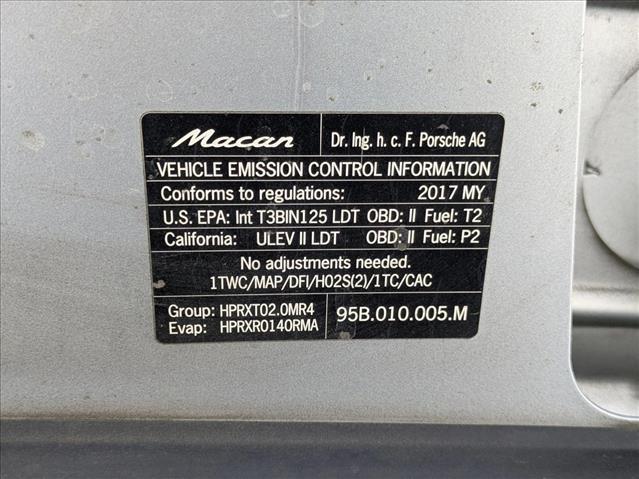 Macan Dr. Ing. h. c. F. Porsche AG
VEHICLE EMISSION CONTROL INFORMATION
Conforms to regulations: 2017 MY
U.S. EPA: Int T3BIN125 LDT OBD: II Fuel: T2
California: ULEV II LDT OBD: II Fuel: P2
No adjustments needed.
1TWC/MAP/DFI/HO2S(2)/1TC/CAC
Group: HPRXT02.0MR4
Evap: HPRXR0140RMA
95B.010.005.M